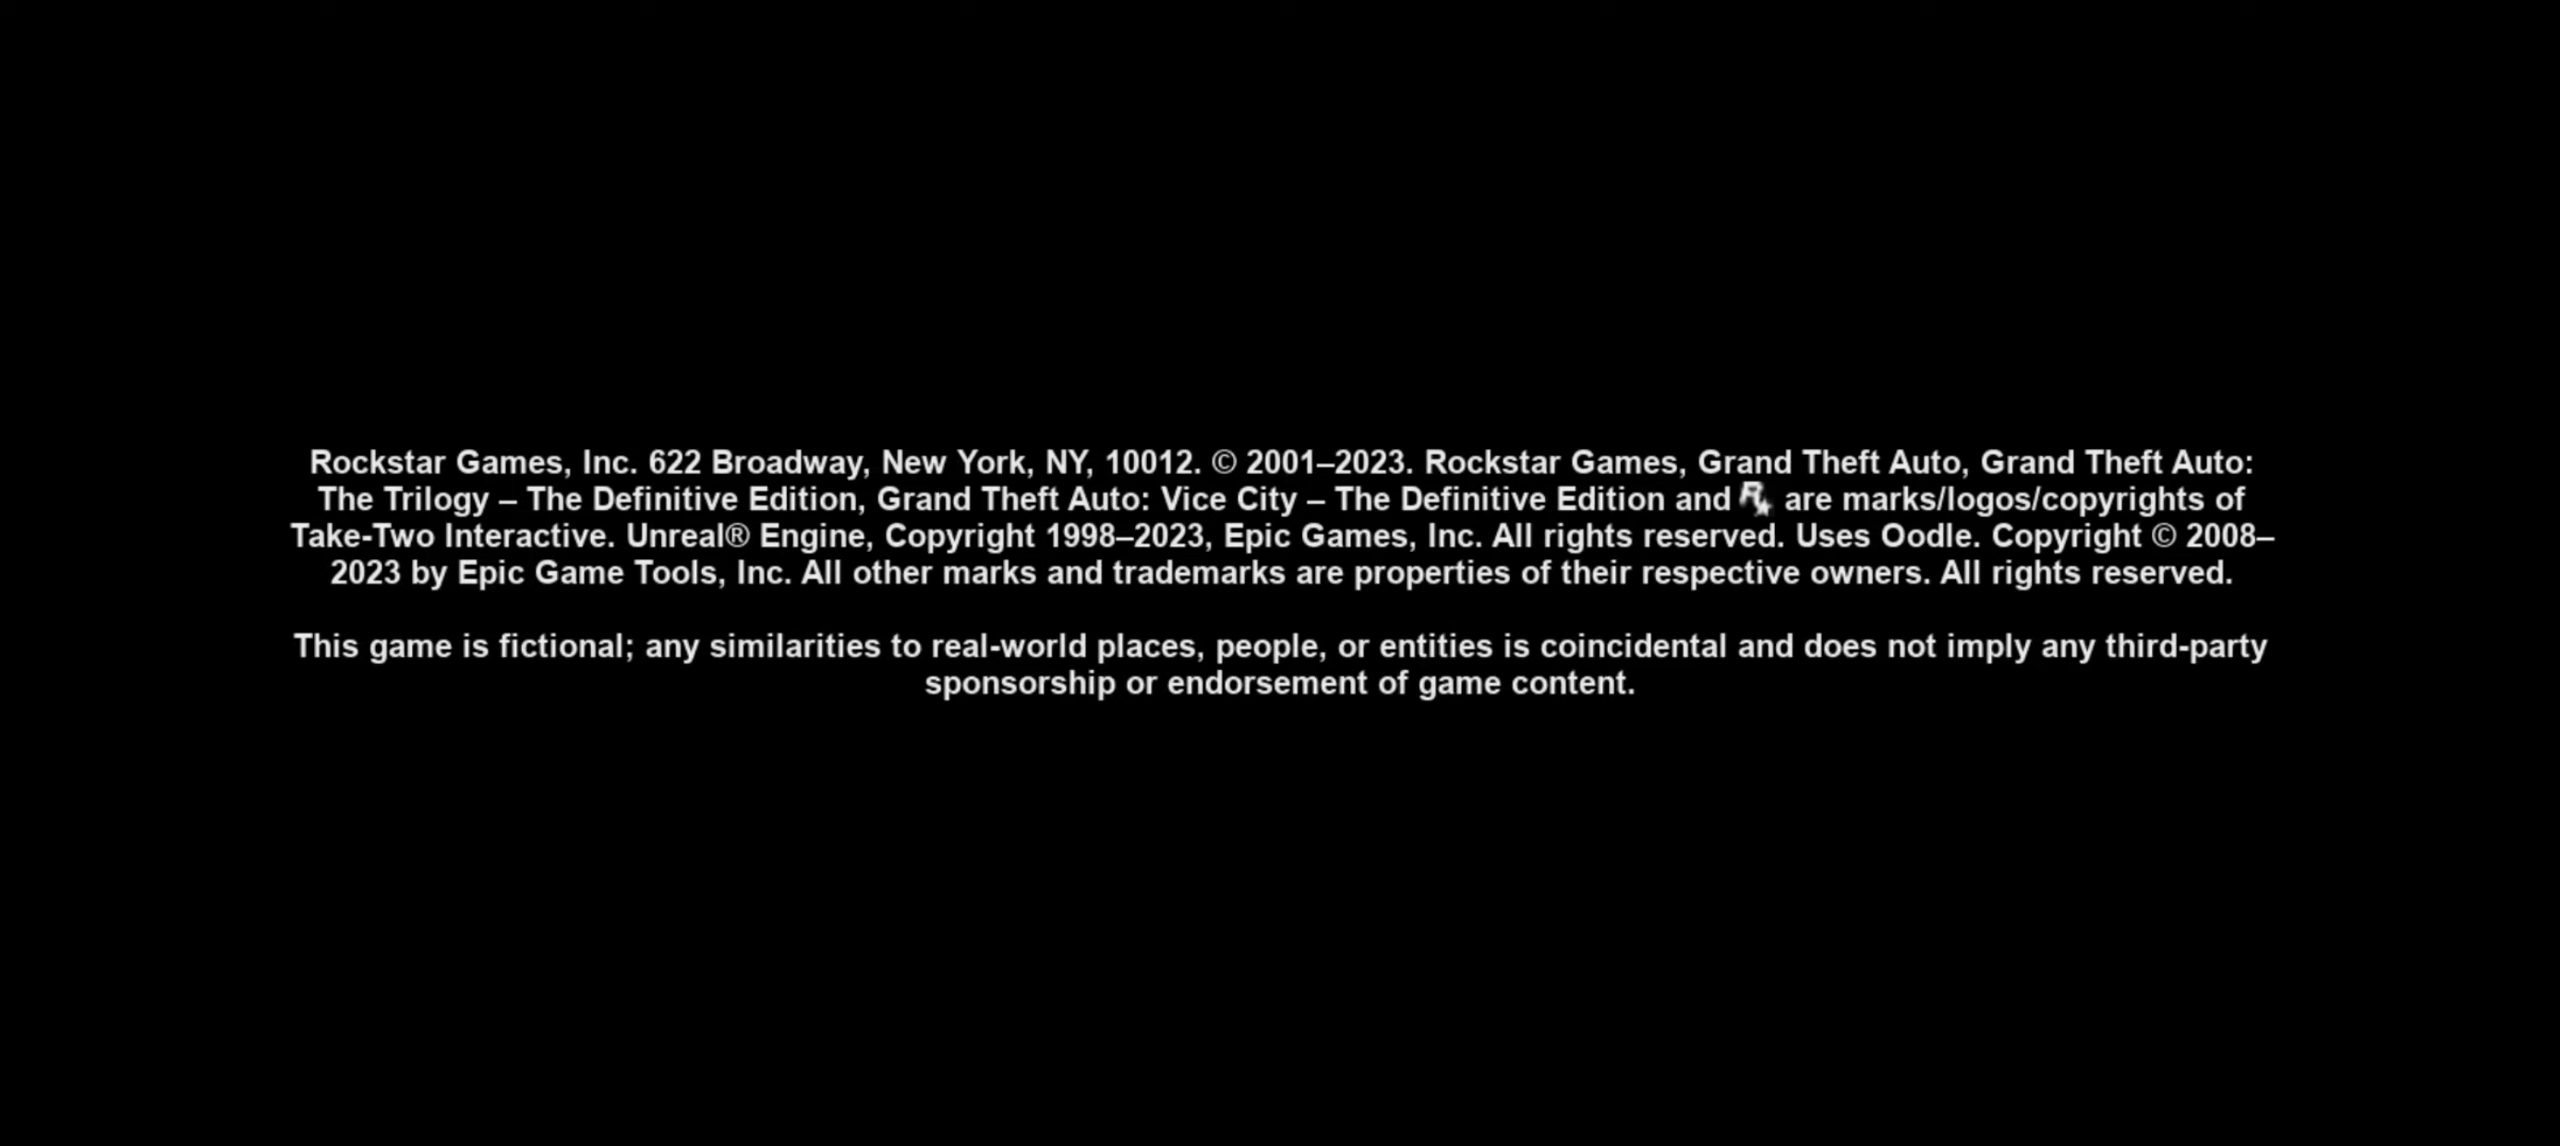 Rockstar Games, Inc. 622 Broadway, New York, NY, 10012. © 2001–2023. Rockstar Games, Grand Theft Auto, Grand Theft Auto:
The Trilogy – The Definitive Edition, Grand Theft Auto: Vice City – The Definitive Edition and R★ are marks/logos/copyrights of
Take-Two Interactive. Unreal® Engine, Copyright 1998–2023, Epic Games, Inc. All rights reserved. Uses Oodle. Copyright © 2008–
2023 by Epic Game Tools, Inc. All other marks and trademarks are properties of their respective owners. All rights reserved.
This game is fictional; any similarities to real-world places, people, or entities is coincidental and does not imply any third-party
sponsorship or endorsement of game content.